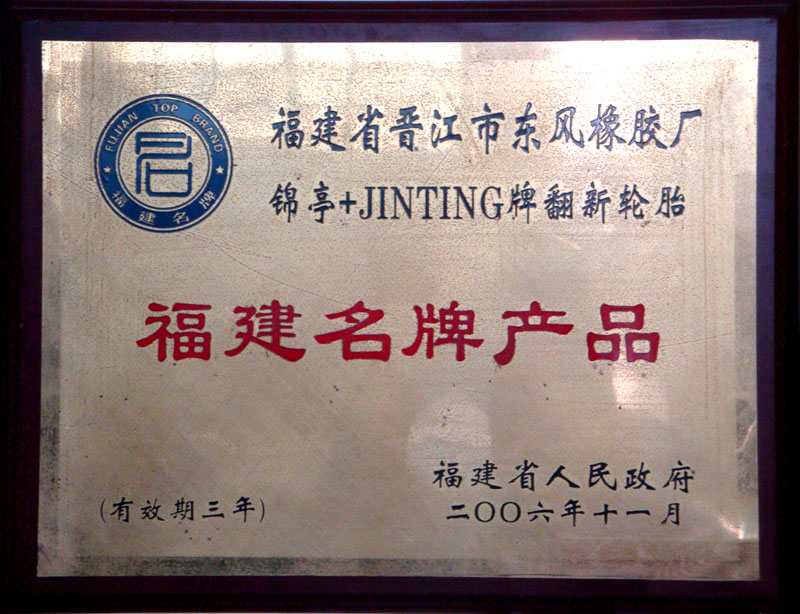 FUJIAN TOP BRAND
名
福建名牌
福建省晋江市东风橡胶厂
锦亭+JINTING牌翻新轮胎
福建名牌产品
福建省人民政府
(有效期三年)
二〇〇六年十一月